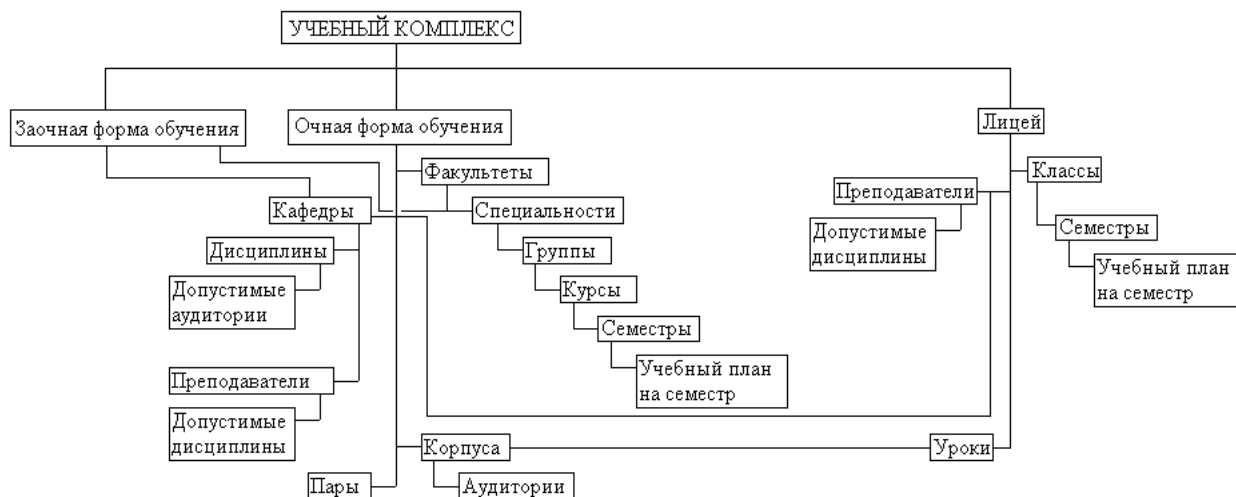 УЧЕБНЫЙ КОМПЛЕКС
Заочная форма обучения
Очная форма обучения
Лицей
Факультеты
Классы
Преподаватели
Кафедры
Специальности
Допустимые
дисциплины
Семестры
Дисциплины
Группы
Учебный план
на семестр
Допустимые
аудитории
Курсы
Семестры
Учебный план
на семестр
Преподаватели
Допустимые
дисциплины
Корпуса
Уроки
Пары
Аудитории